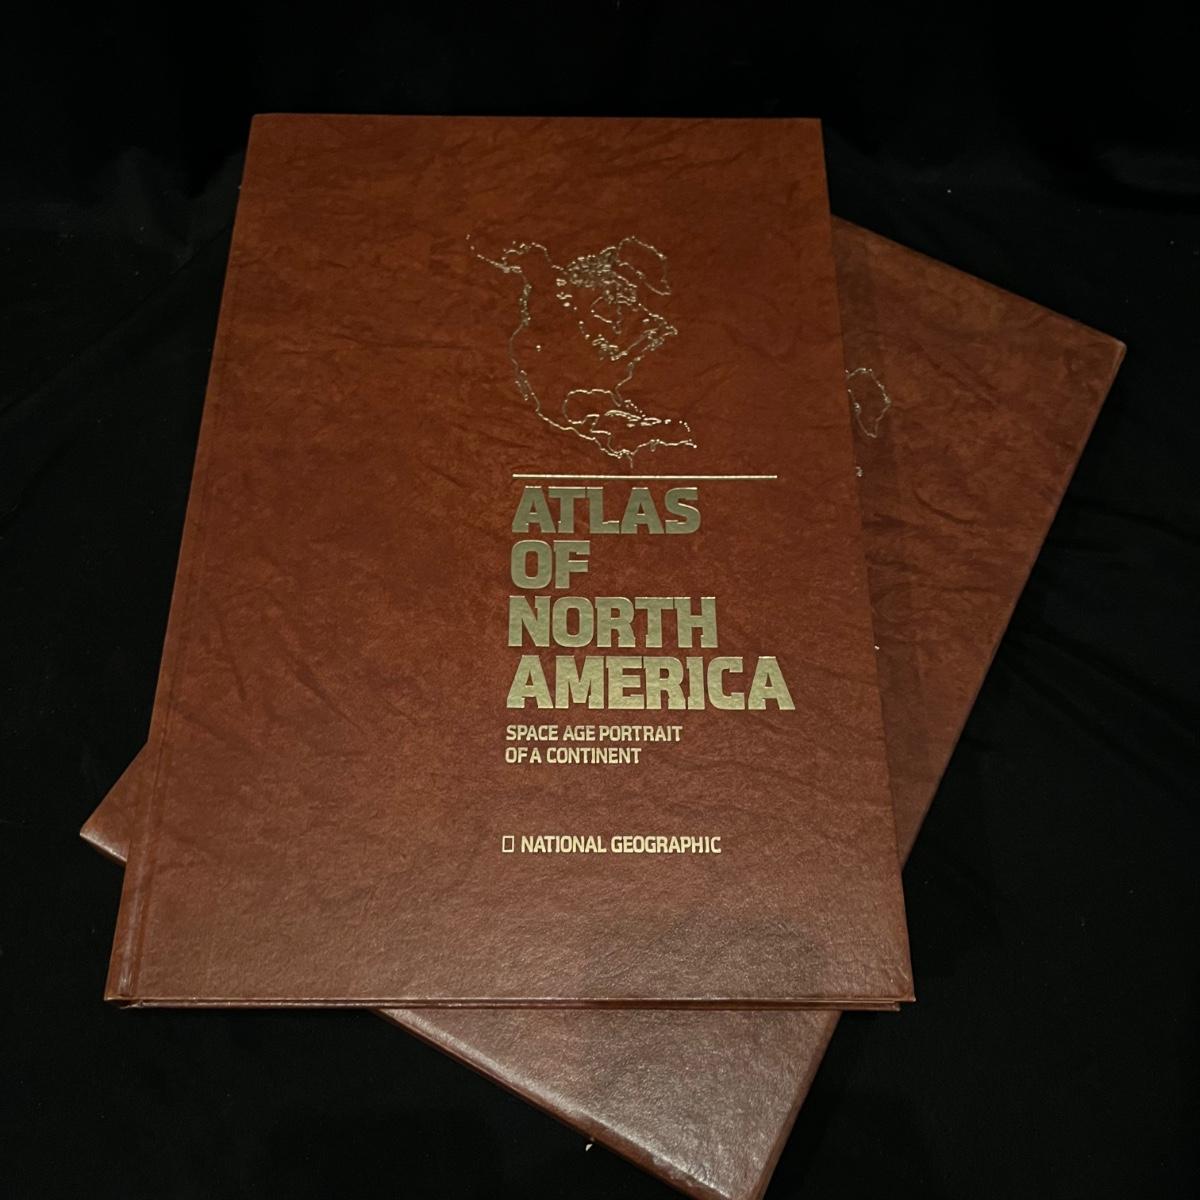 ATLAS
OF
NORTH
AMERICA
SPACE AGE PORTRAIT
OF A CONTINENT
NATIONAL GEOGRAPHIC